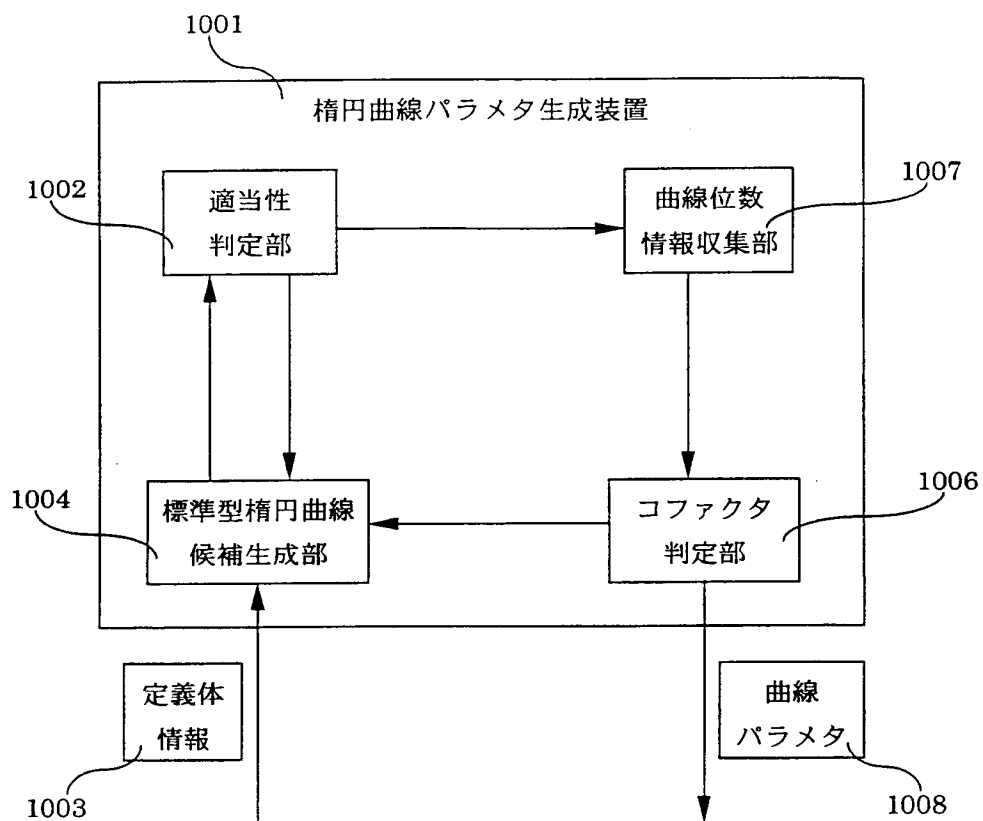 1001
楕円曲線パラメタ生成装置
1002
適当性
判定部
曲線位数
情報収集部
1007
1004
標準型楕円曲線
候補生成部
コファクタ
判定部
1006
定義体
情報
1003
曲線
パラメタ
1008